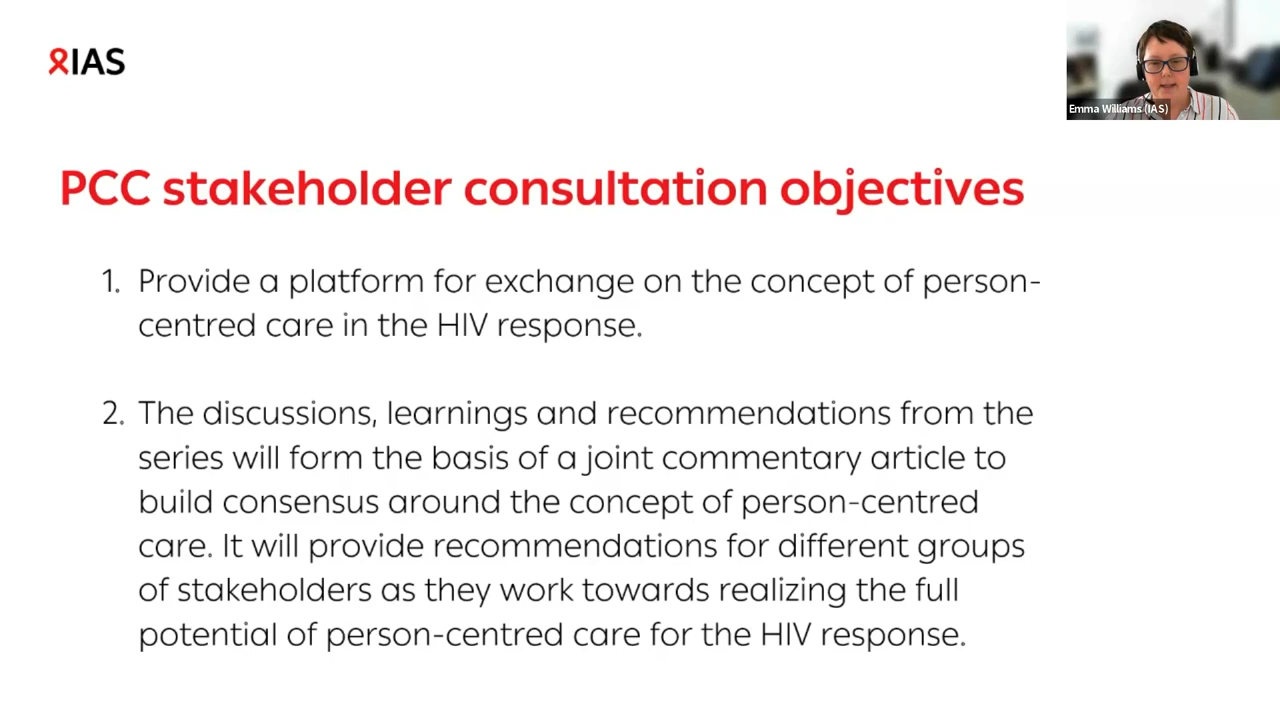 IAS
Emma Williams (IAS)
PCC stakeholder consultation objectives
1. Provide a platform for exchange on the concept of person-
centred care in the HIV response.
2. The discussions, learnings and recommendations from the
series will form the basis of a joint commentary article to
build consensus around the concept of person-centred
care. It will provide recommendations for different groups
of stakeholders as they work towards realizing the full
potential of person-centred care for the HIV response.